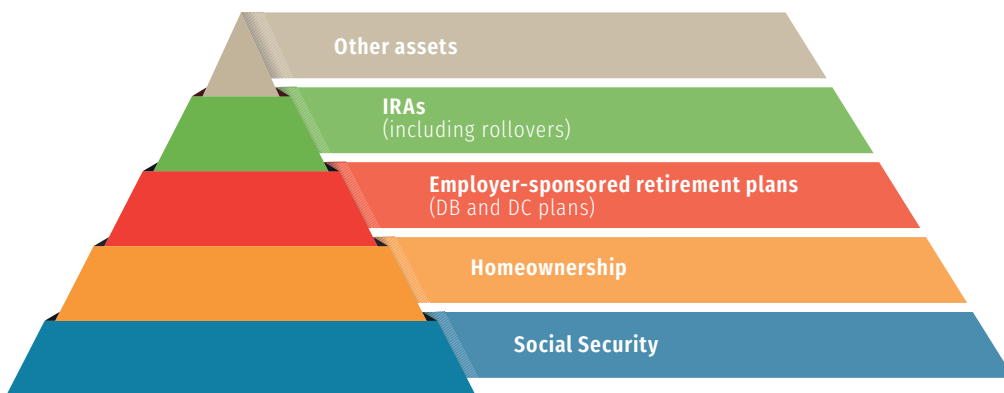 Other assets
IRAs
(including rollovers)
Employer-sponsored retirement plans
(DB and DC plans)
Homeownership
Social Security